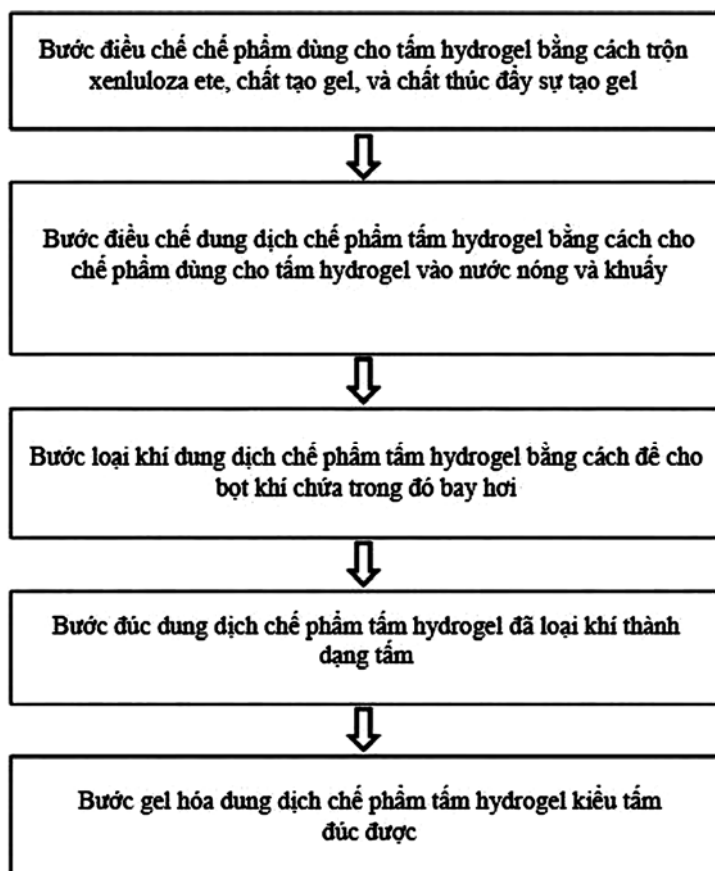 Bước điều chế chế phẩm dùng cho tấm hydrogel bằng cách trộn
xenluloza ete, chất tạo gel, và chất thúc đẩy sự tạo gel
Bước điều chế dung dịch chế phẩm tấm hydrogel bằng cách cho
chế phẩm dùng cho tấm hydrogel vào nước nóng và khuấy
Bước loại khí dung dịch chế phẩm tấm hydrogel bằng cách để cho
bọt khí chứa trong đó bay hơi
Bước đúc dung dịch chế phẩm tấm hydrogel đã loại khí thành
dạng tấm
Bước gel hóa dung dịch chế phẩm tấm hydrogel kiểu tấm
đúc được